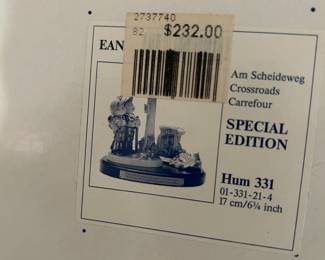 2737740
82 $232.00
EAN
Am Scheideweg
Crossroads
Carrefour
SPECIAL
EDITION
Hum 331
01-331-21-4
17 cm/6¾ inch